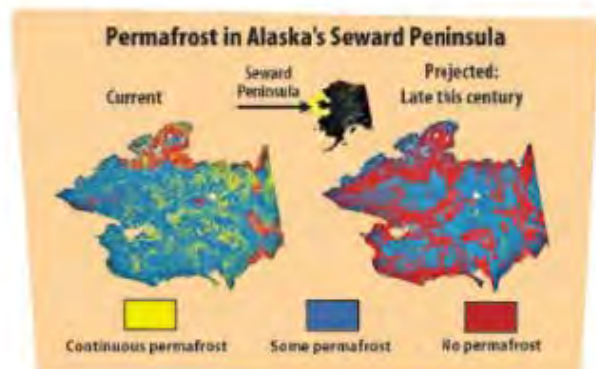 Permafrost in Alaska's Seward Peninsula
Current
Seward
Peninsula
Projected:
Late this century
Continuous permafrost
Some permafrost
No permafrost